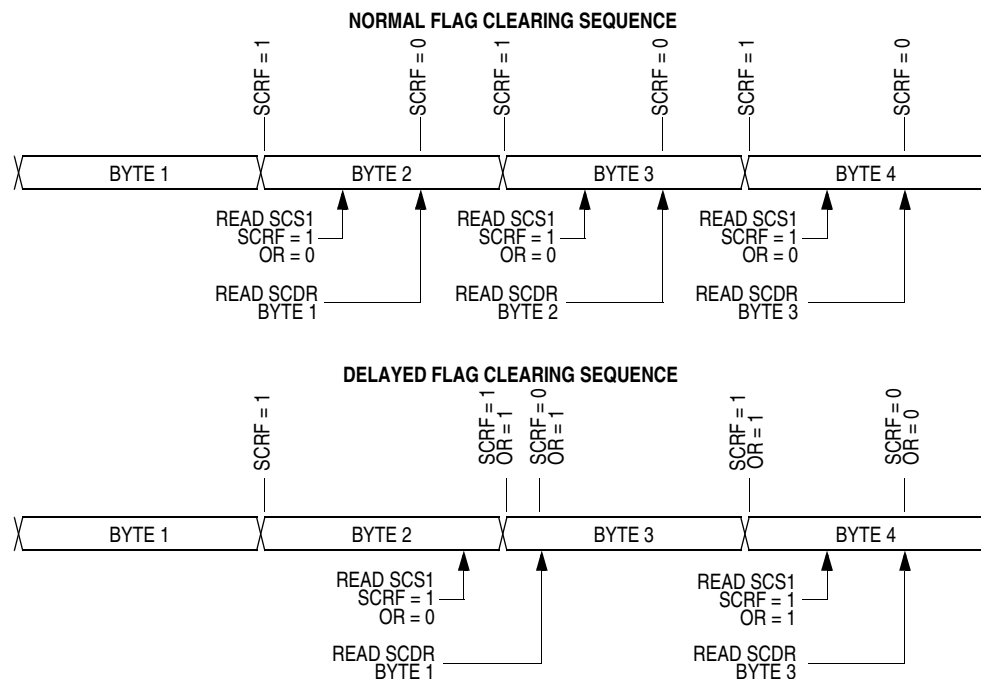 NORMAL FLAG CLEARING SEQUENCE
SCRF = 1
SCRF = 0
SCRF = 1
SCRF = 0
SCRF = 1
SCRF = 0
BYTE 1
BYTE 2
BYTE 3
BYTE 4
READ SCS1
SCRF = 1
OR = 0
READ SCS1
SCRF = 1
OR = 0
READ SCS1
SCRF = 1
OR = 0
READ SCDR
BYTE 1
READ SCDR
BYTE 2
READ SCDR
BYTE 3
DELAYED FLAG CLEARING SEQUENCE
SCRF = 1
SCRF = 1
OR = 1
SCRF = 0
OR = 1
SCRF = 1
OR = 1
SCRF = 0
OR = 0
BYTE 1
BYTE 2
BYTE 3
BYTE 4
READ SCS1
SCRF = 1
OR = 0
READ SCS1
SCRF = 1
OR = 1
READ SCDR
BYTE 1
READ SCDR
BYTE 3